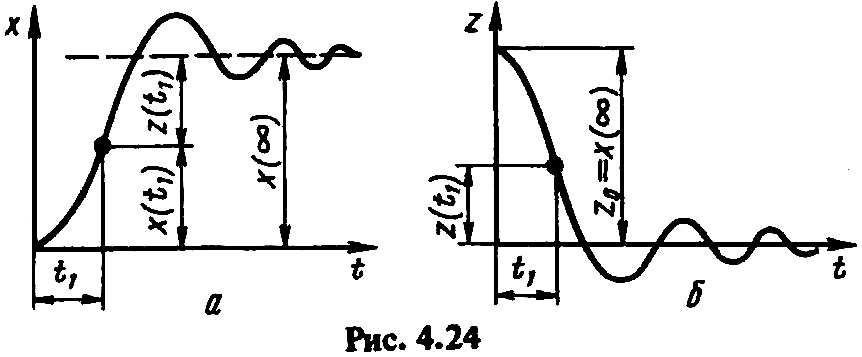 x
z(t₁)
x(t₁)
x(∞)
t₁
t
а
z
z(t₁)
z₀=x(∞)
t₁
t
б
Рис. 4.24